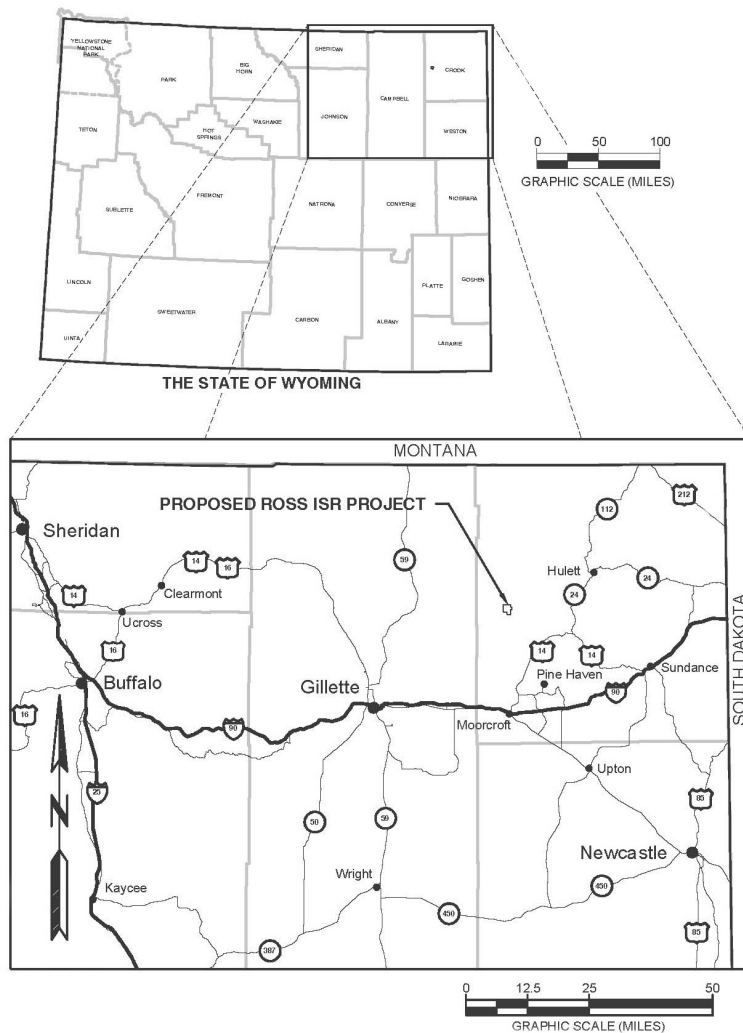 YELLOWSTONE
NATIONAL
PARK
PARK
BIG
HORN
SHERIDAN
CAMPBELL
CROOK
JOHNSON
WESTON
TETON
HOT
SPRINGS
WASHAKIE
FREMONT
SUBLETTE
NATRONA
CONVERSE
NIOBRARA
LINCOLN
SWEETWATER
CARBON
ALBANY
PLATTE
GOSHEN
UINTA
LARAMIE
0 50 100
GRAPHIC SCALE (MILES)
THE STATE OF WYOMING
MONTANA
PROPOSED ROSS ISR PROJECT
SOUTH DAKOTA
Sheridan
14
16
59
112
212
Clearmont
14
Ucross
16
Hulett
24
24
Buffalo
16
Gillette
90
14
14
Pine Haven
Sundance
90
Moorcroft
25
N
50
59
Upton
85
Newcastle
Kaycee
Wright
450
450
387
85
0 12.5 25 50
GRAPHIC SCALE (MILES)